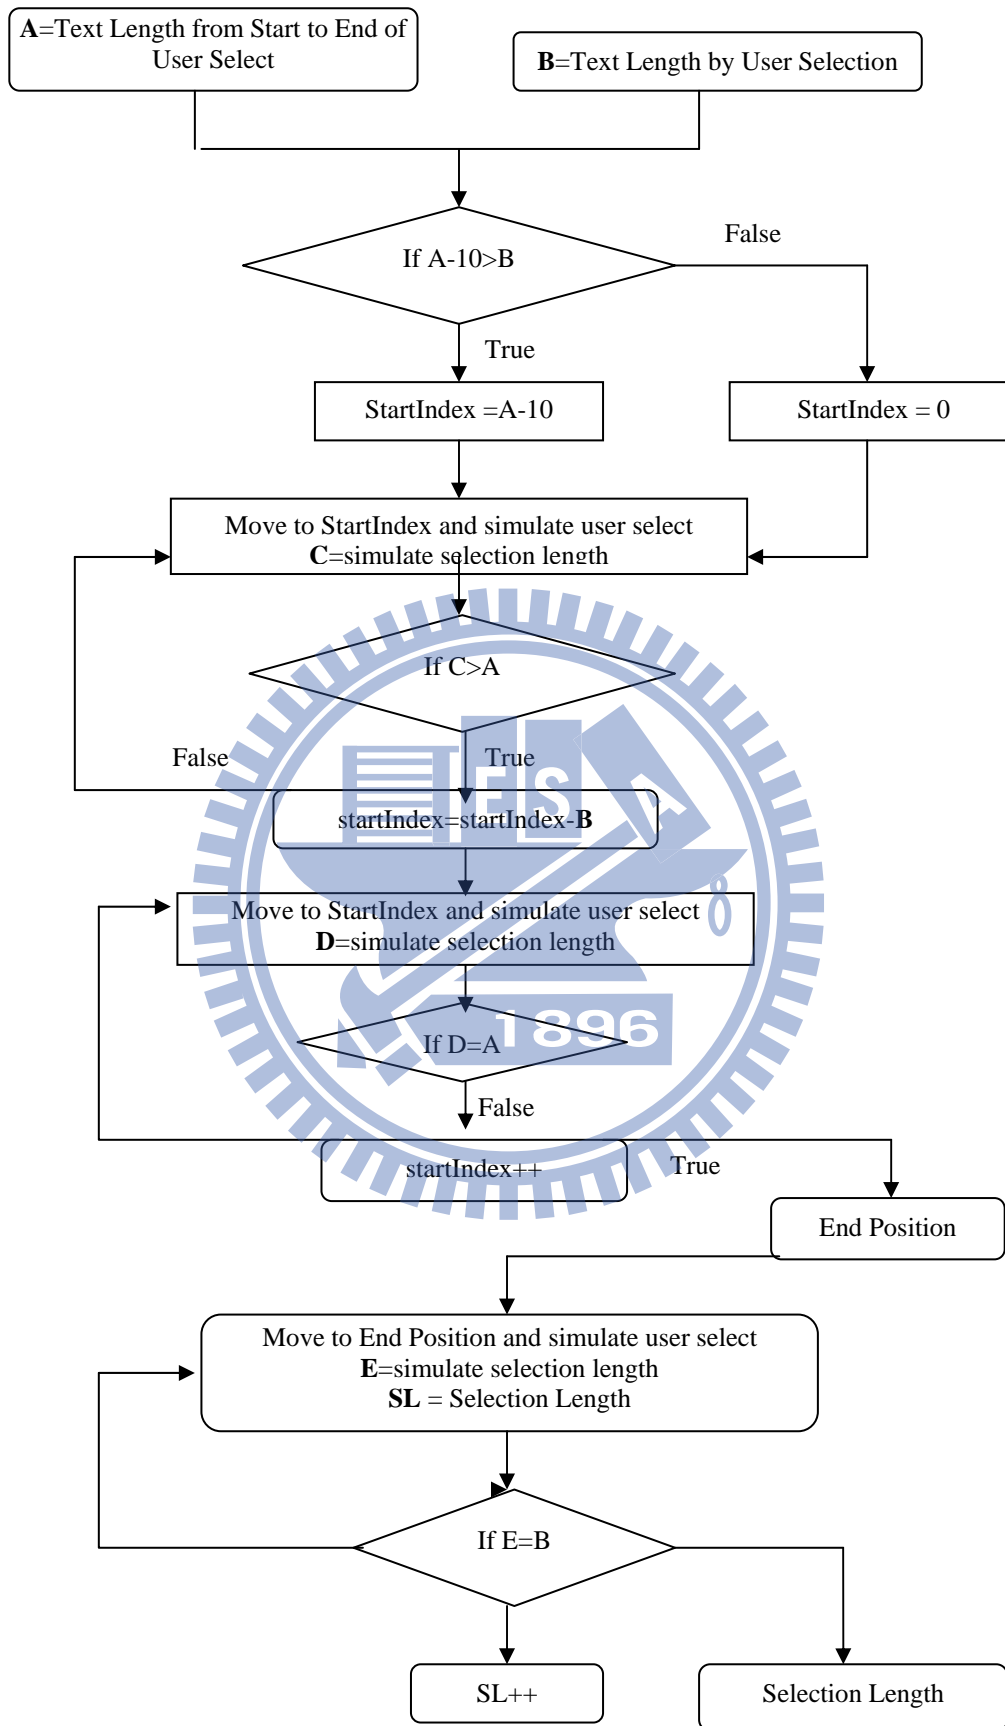 A=Text Length from Start to End of
User Select
B=Text Length by User Selection
If A-10>B
False
True
StartIndex =A-10
StartIndex = 0
Move to StartIndex and simulate user select
C=simulate selection length
If C>A
False
True
ES
A
startIndex=startIndex-B
Move to StartIndex and simulate user select
D=simulate selection length
1896
If D=A
False
startIndex++
True
End Position
Move to End Position and simulate user select
E=simulate selection length
SL = Selection Length
If E=B
SL++
Selection Length